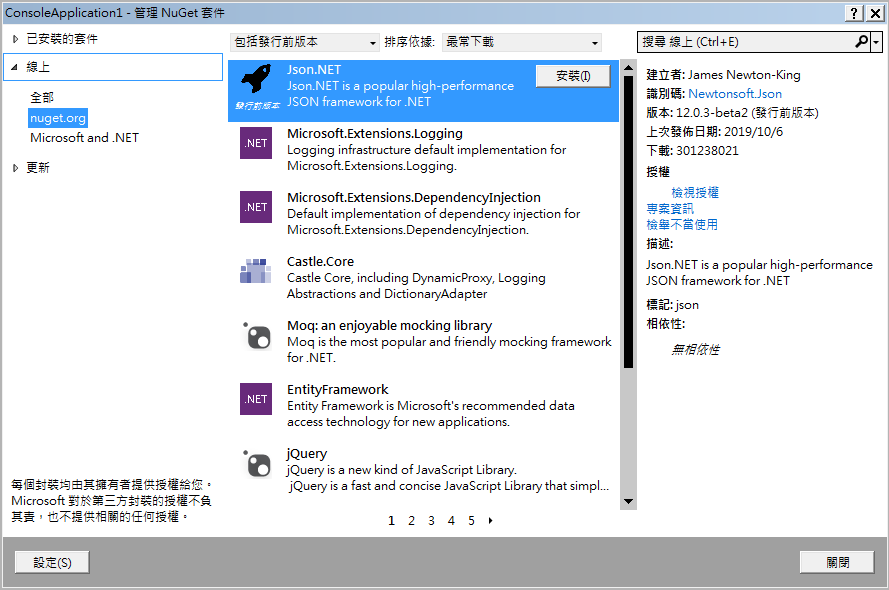 ConsoleApplication1 - 管理 NuGet 套件
? X
已安裝的套件
線上
全部
nuget.org
Microsoft and .NET
更新
每個封裝均由其擁有者提供授權給您。
Microsoft 對於第三方封裝的授權不負
其責，也不提供相關的任何授權。
包括發行前版本
排序依據: 最常下載
Json.NET
安裝(I)
Json.NET is a popular high-performance
JSON framework for .NET
發行前版本
.NET
Microsoft.Extensions.Logging
Logging infrastructure default implementation for
Microsoft.Extensions.Logging.
.NET
Microsoft.Extensions.DependencyInjection
Default implementation of dependency injection for
Microsoft.Extensions.DependencyInjection.
Castle.Core
Castle Core, including DynamicProxy, Logging
Abstractions and DictionaryAdapter
Moq: an enjoyable mocking library
Moq is the most popular and friendly mocking framework
for .NET.
.NET
EntityFramework
Entity Framework is Microsoft's recommended data
access technology for new applications.
jQuery
jQuery is a new kind of JavaScript Library.
jQuery is a fast and concise JavaScript Library that simpl...
1 2 3 4 5
搜尋 線上 (Ctrl+E)
建立者: James Newton-King
識別碼: Newtonsoft.Json
版本: 12.0.3-beta2 (發行前版本)
上次發佈日期: 2019/10/6
下載: 301238021
授權
檢視授權
專案資訊
檢舉不當使用
描述:
Json.NET is a popular high-performance
JSON framework for .NET
標記: json
相依性:
無相依性
設定(S)
關閉